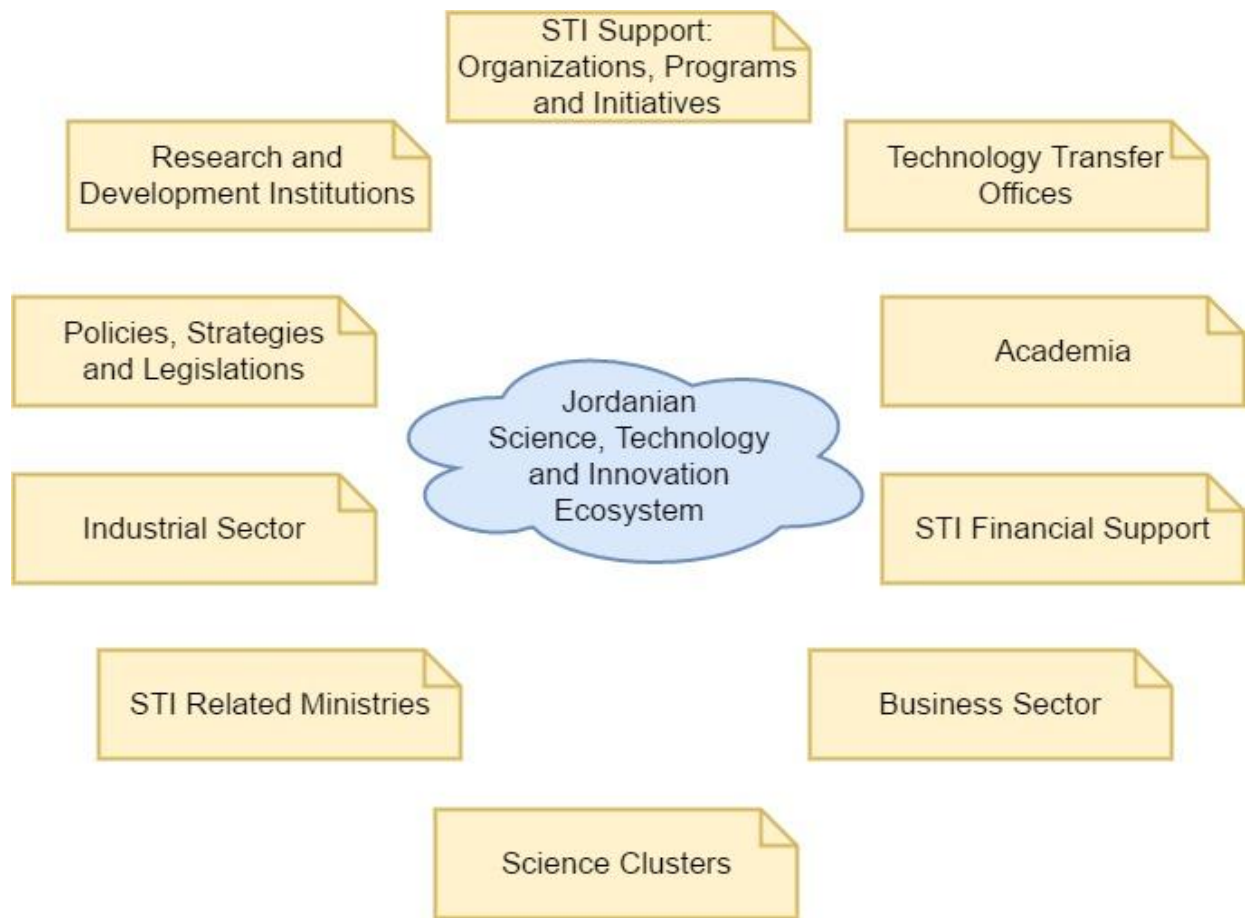 STI Support:
Organizations, Programs
and Initiatives
Research and
Development Institutions
Technology Transfer
Offices
Policies, Strategies
and Legislations
Academia
Jordanian
Science, Technology
and Innovation
Ecosystem
Industrial Sector
STI Financial Support
STI Related Ministries
Business Sector
Science Clusters